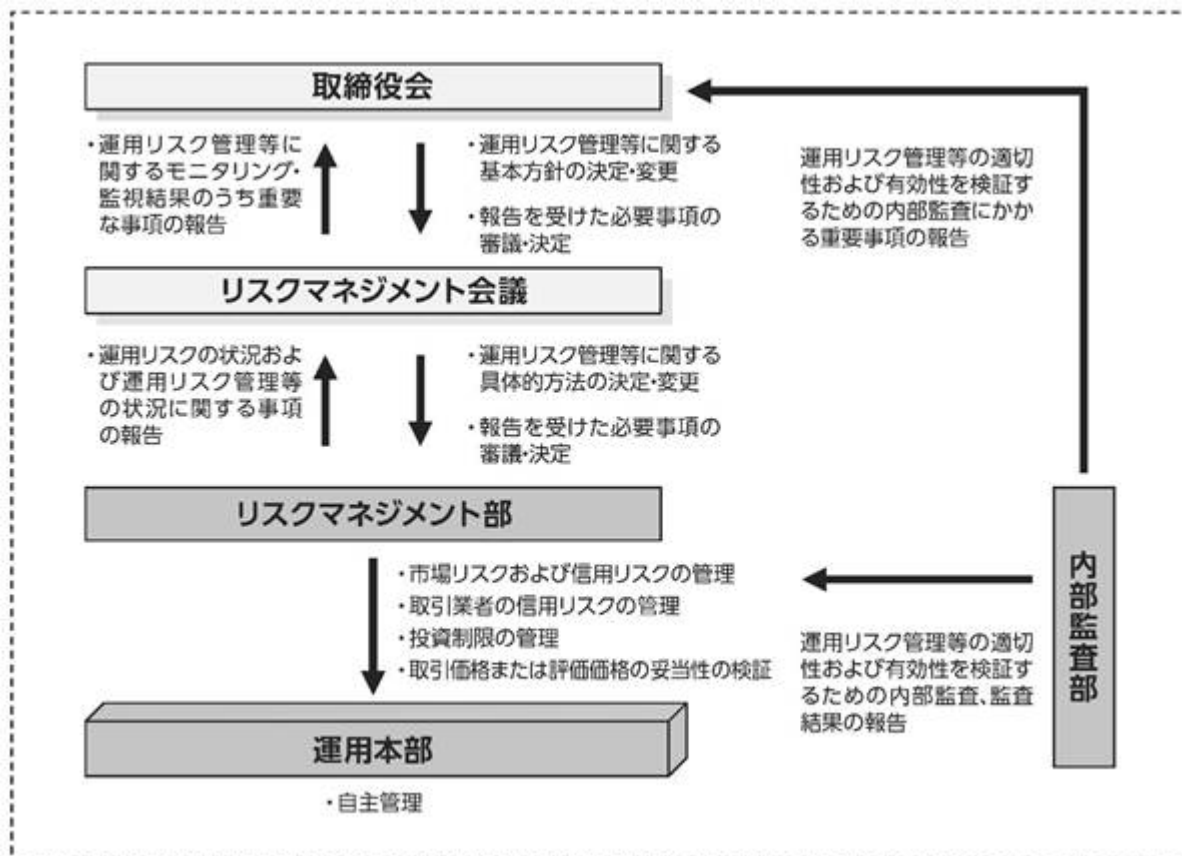 取締役会
・運用リスク管理等に
関するモニタリング・
監視結果のうち重要
な事項の報告
・運用リスク管理等に関する
基本方針の決定・変更
・報告を受けた必要事項の
審議・決定
運用リスク管理等の適切
性および有効性を検証す
るための内部監査にかか
る重要事項の報告
リスクマネジメント会議
・運用リスクの状況およ
び運用リスク管理等
の状況に関する事項
の報告
・運用リスク管理等に関する
具体的方法の決定・変更
・報告を受けた必要事項の
審議・決定
リスクマネジメント部
・市場リスクおよび信用リスクの管理
・取引業者の信用リスクの管理
・投資制限の管理
・取引価格または評価価格の妥当性の検証
内部監査部
運用リスク管理等の適切
性および有効性を検証す
るための内部監査、監査
結果の報告
運用本部
・自主管理